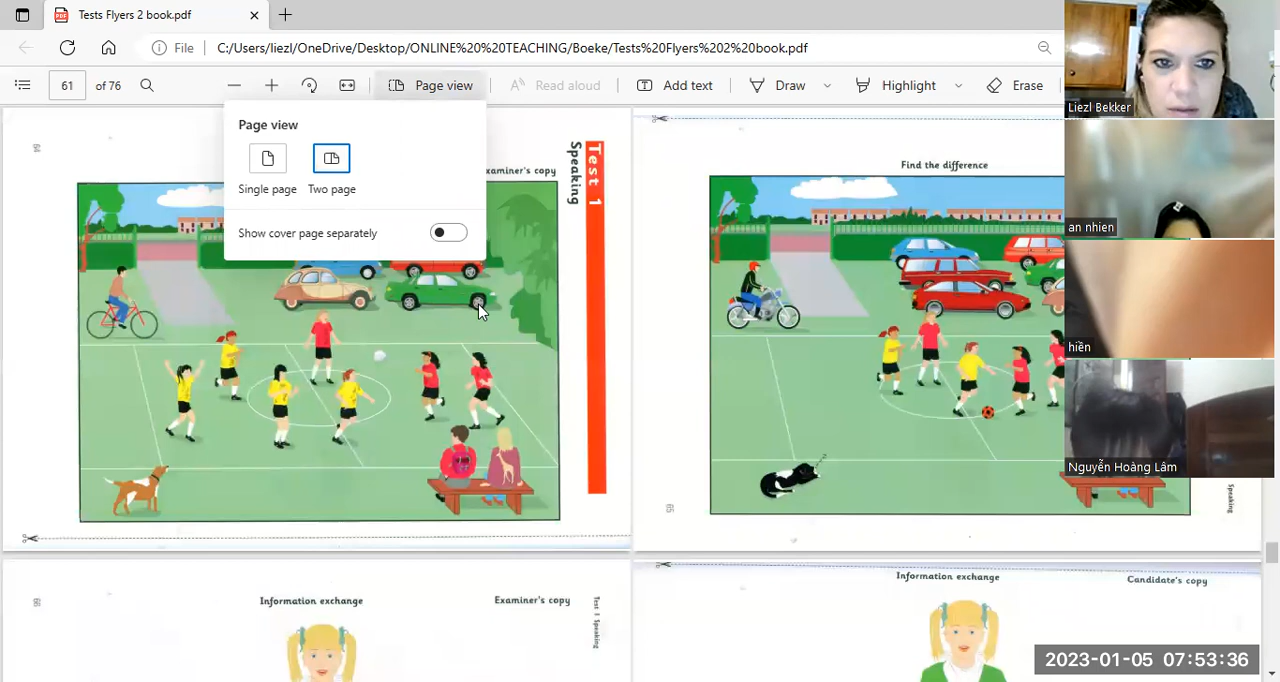 Tests Flyers 2 book.pdf
File
C:/Users/liezl/OneDrive/Desktop/ONLINE%20%20TEACHING/Boeke/Tests%20Flyers%202%20book.pdf
61 of 76
Page view
Read aloud
Add text
Draw
Highlight
Erase
Page view
Single page
Two page
Show cover page separately
xaminer's copy
Test 1
Speaking
Find the difference
Speaking
Information exchange
Examiner's copy
Test 1 Speaking
Information exchange
Candidate's copy
Liezl Bekker
an nhien
hiền
Nguyễn Hoàng Lâm
2023-01-05 07:53:36